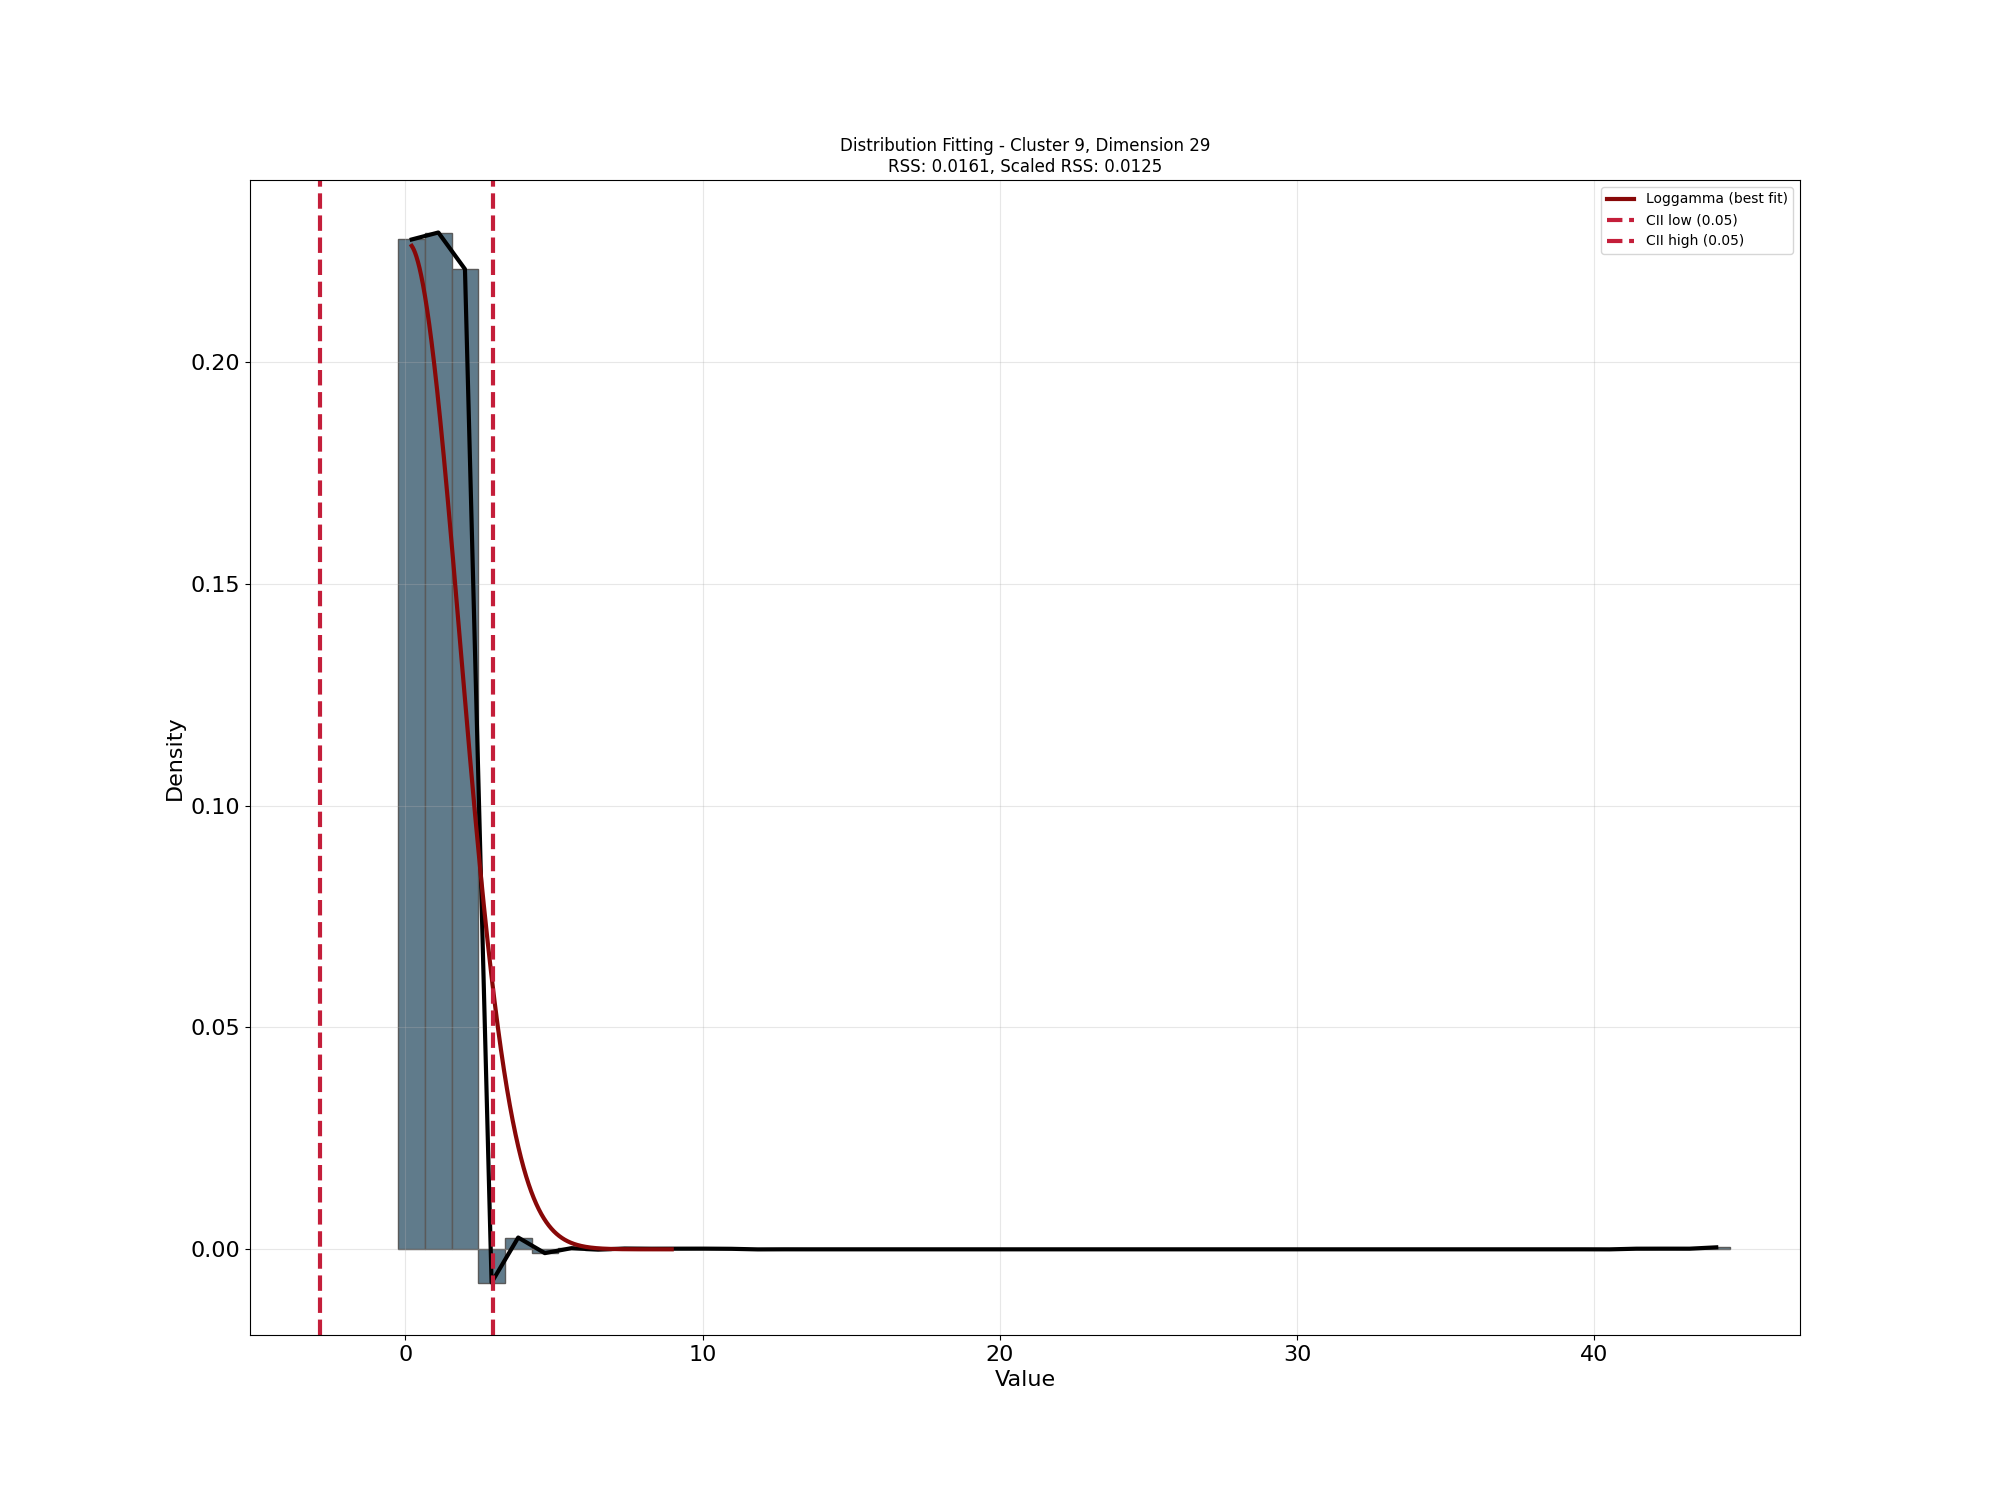 Distribution Fitting - Cluster 9, Dimension 29
RSS: 0.0161, Scaled RSS: 0.0125
Loggamma (best fit)
CII low (0.05)
CII high (0.05)
Density
0.20
0.15
0.10
0.05
0.00
0 10 20 30 40
Value